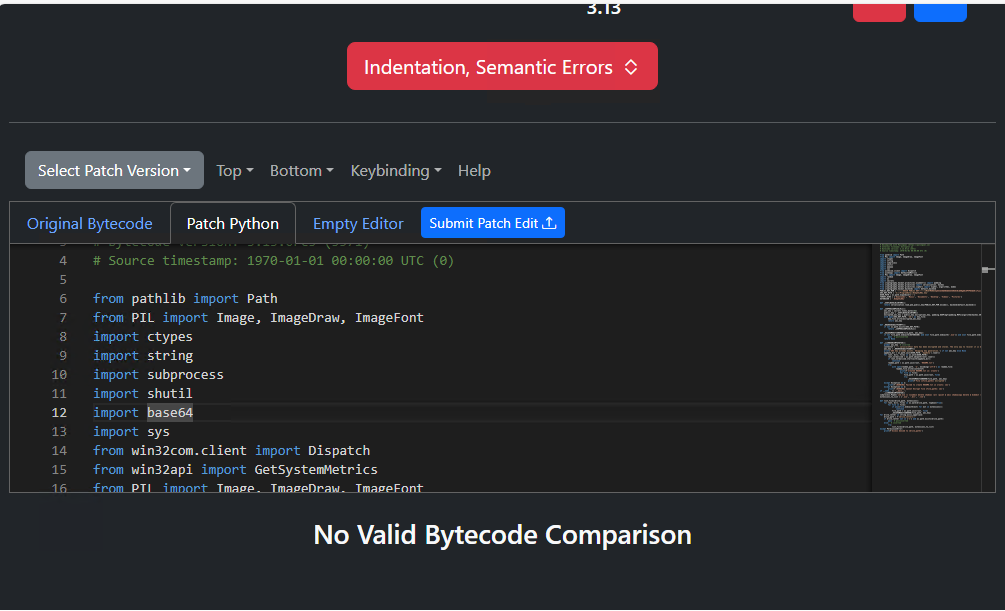 3.13
Indentation, Semantic Errors
Select Patch Version Top Bottom Keybinding Help
Original Bytecode Patch Python Empty Editor Submit Patch Edit
4 # Source timestamp: 1970-01-01 00:00:00 UTC (0)
5
6 from pathlib import Path
7 from PIL import Image, ImageDraw, ImageFont
8 import ctypes
9 import string
10 import subprocess
11 import shutil
12 import base64
13 import sys
14 from win32com.client import Dispatch
15 from win32api import GetSystemMetrics
16 from PIL import Image, ImageDraw, ImageFont
No Valid Bytecode Comparison